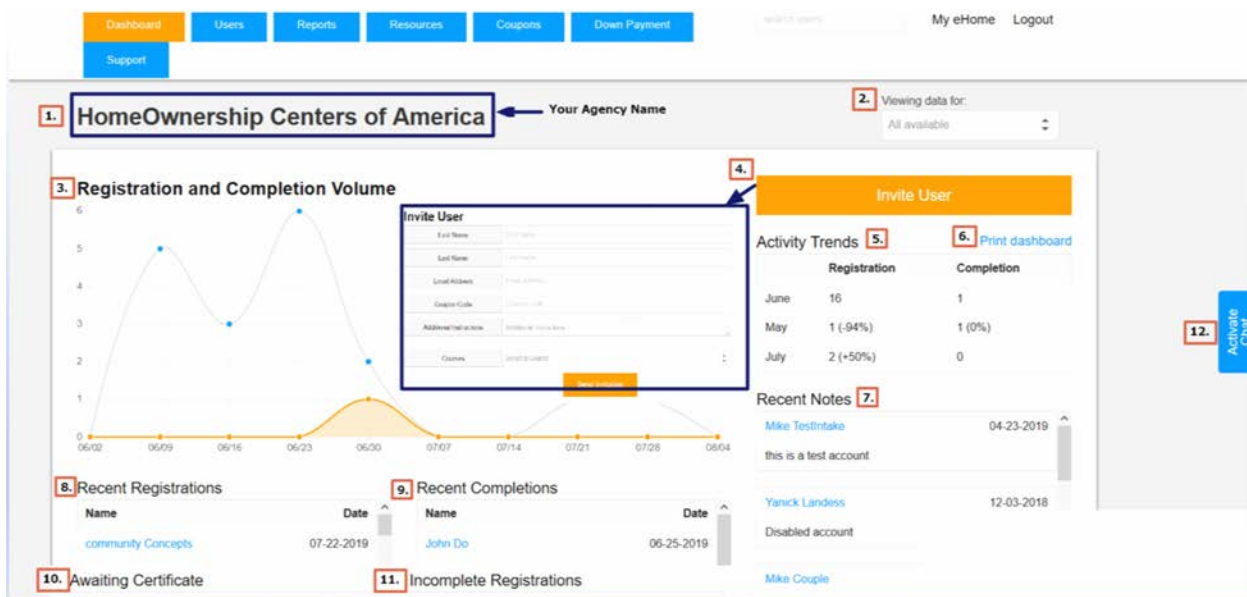 Dashboard Users Reports Resources Coupons Down Payment search users My eHome Logout
Support
1. HomeOwnership Centers of America Your Agency Name 2. Viewing data for:
All available
3. Registration and Completion Volume 4. Invite User
6
5
4
3
2
1
0
06/02 06/09 06/16 06/23 06/30 07/07 07/14 07/21 07/28 08/04
Invite User
Last Name
Email Address
Coupon Code
Additional Instructions
Courses
Send Invitation
Activity Trends 5. 6. Print dashboard
Registration Completion
June 16 1
May 1 (-94%) 1 (0%)
July 2 (+50%) 0
12. Activate Chat
Recent Notes 7.
Mike TestIntake 04-23-2019
this is a test account
Yanick Landess 12-03-2018
Disabled account
Mike Couple
8. Recent Registrations 9. Recent Completions
Name Date Name Date
community Concepts 07-22-2019 John Do 06-25-2019
10. Awaiting Certificate 11. Incomplete Registrations